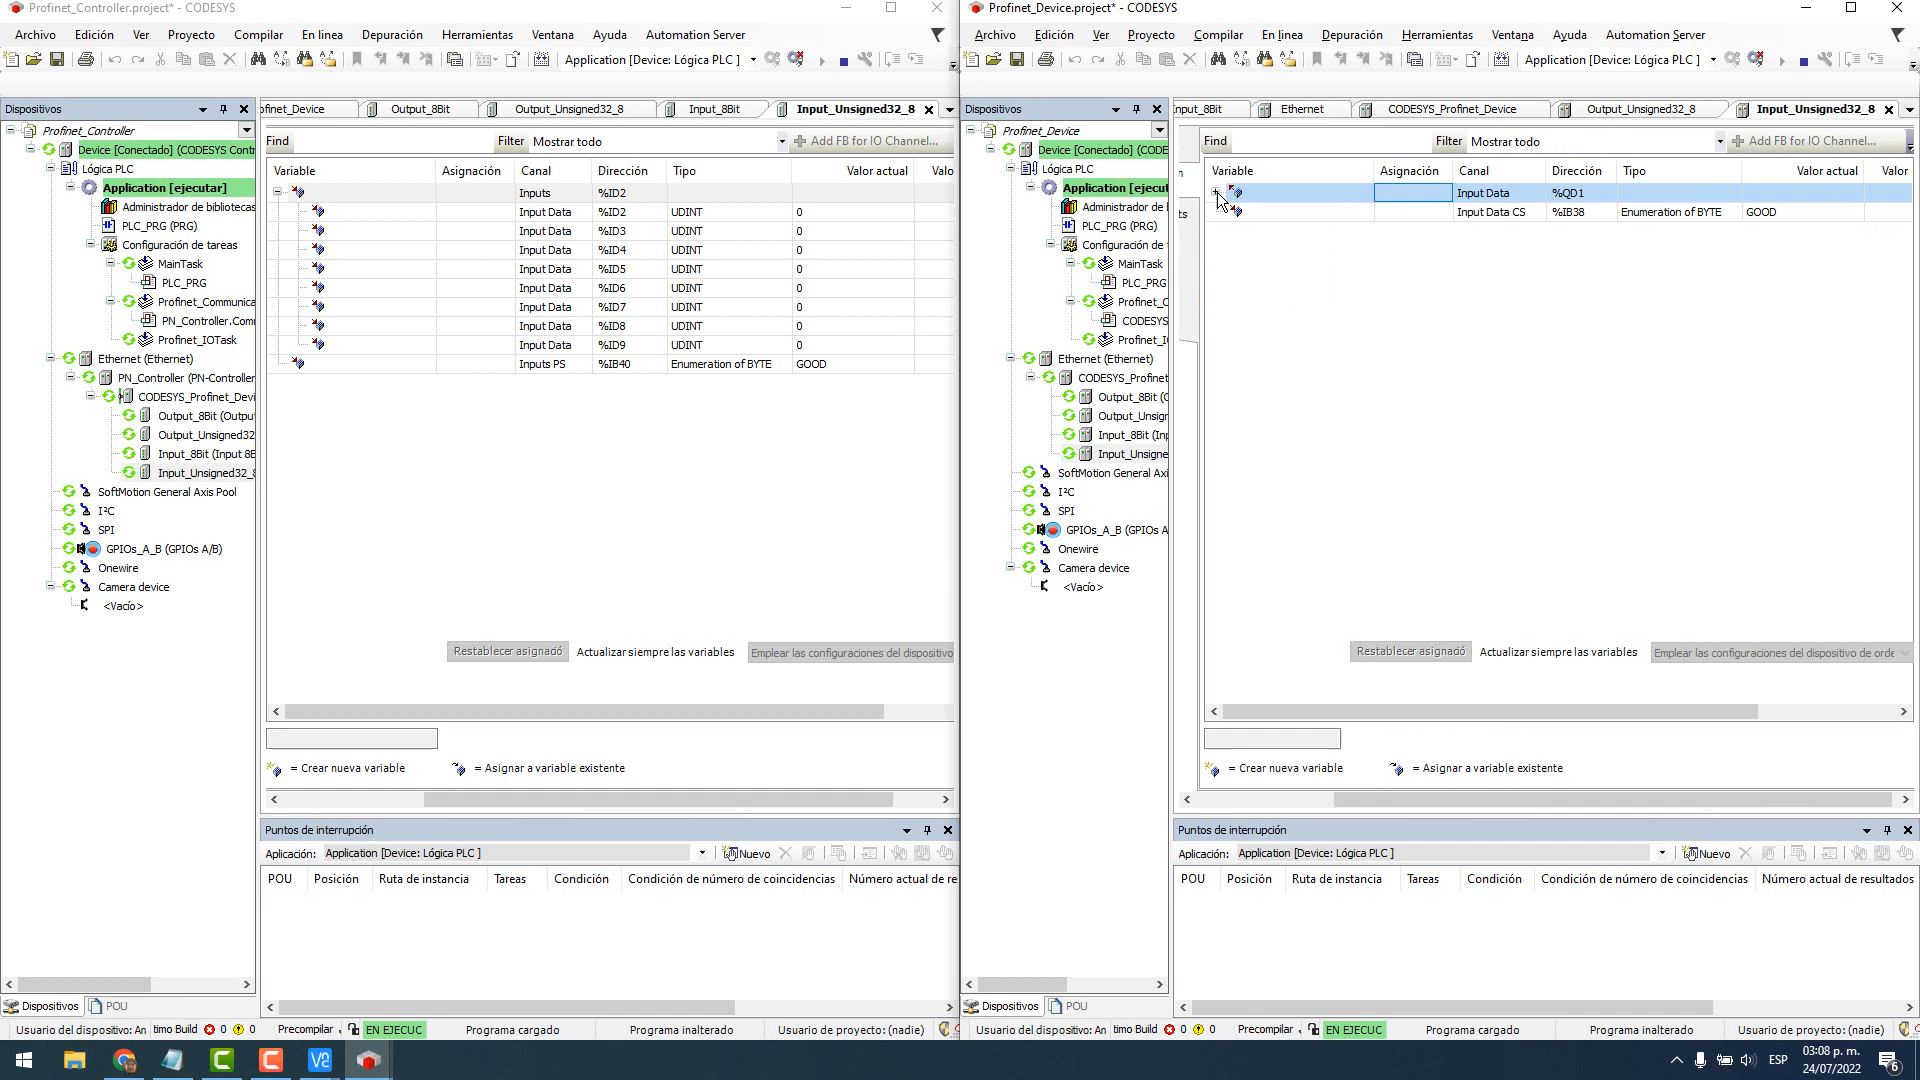 Profinet_Controller.project* - CODESYS
Archivo Edición Ver Proyecto Compilar En linea Depuración Herramientas Ventana Ayuda Automation Server
Application [Device: Lógica PLC ]
Dispositivos
Profinet_Controller
Device [Conectado] (CODESYS Contr
Lógica PLC
Application [ejecutar]
Administrador de bibliotecas
PLC_PRG (PRG)
Configuración de tareas
MainTask
PLC_PRG
Profinet_Communica
PN_Controller.Comr
Profinet_IOTask
Ethernet (Ethernet)
PN_Controller (PN-Controller
CODESYS_Profinet_Devi
Output_8Bit (Outpu
Output_Unsigned32
Input_8Bit (Input 8B
Input_Unsigned32_8
SoftMotion General Axis Pool
I²C
SPI
GPIOs_A_B (GPIOs A/B)
Onewire
Camera device
<Vacío>
Dispositivos POU
ofinet_Device Output_8Bit Output_Unsigned32_8 Input_8Bit Input_Unsigned32_8
Find Filter Mostrar todo Add FB for IO Channel...
Variable Asignación Canal Dirección Tipo Valor actual Valo
Inputs %ID2
Input Data %ID2 UDINT 0
Input Data %ID3 UDINT 0
Input Data %ID4 UDINT 0
Input Data %ID5 UDINT 0
Input Data %ID6 UDINT 0
Input Data %ID7 UDINT 0
Input Data %ID8 UDINT 0
Input Data %ID9 UDINT 0
Inputs PS %IB40 Enumeration of BYTE GOOD
Restablecer asignació Actualizar siempre las variables Emplear las configuraciones del dispositivo
= Crear nueva variable = Asignar a variable existente
Puntos de interrupción
Aplicación: Application [Device: Lógica PLC ] Nuevo
POU Posición Ruta de instancia Tareas Condición Condición de número de coincidencias Número actual de re
Usuario del dispositivo: An timo Build 0 0 Precompilar EN EJECUC Programa cargado Programa inalterado Usuario de proyecto: (nadie)
Profinet_Device.project* - CODESYS
Archivo Edición Ver Proyecto Compilar En linea Depuración Herramientas Ventana Ayuda Automation Server
Application [Device: Lógica PLC ]
Dispositivos
Profinet_Device
Device [Conectado] (CODES
Lógica PLC
Application [ejecut
Administrador de l
PLC_PRG (PRG)
Configuración de
MainTask
PLC_PRG
Profinet_C
CODESYS
Profinet_I
Ethernet (Ethernet)
CODESYS_Profinet
Output_8Bit (C
Output_Unsigr
Input_8Bit (Inp
Input_Unsigne
SoftMotion General Axi
I²C
SPI
GPIOs_A_B (GPIOs A
Onewire
Camera device
<Vacío>
Dispositivos POU
nput_8Bit Ethernet CODESYS_Profinet_Device Output_Unsigned32_8 Input_Unsigned32_8
Find Filter Mostrar todo Add FB for IO Channel...
Variable Asignación Canal Dirección Tipo Valor actual Valor
Input Data %QD1
Input Data CS %IB38 Enumeration of BYTE GOOD
Restablecer asignació Actualizar siempre las variables Emplear las configuraciones del dispositivo de orde
= Crear nueva variable = Asignar a variable existente
Puntos de interrupción
Aplicación: Application [Device: Lógica PLC ] Nuevo
POU Posición Ruta de instancia Tareas Condición Condición de número de coincidencias Número actual de resultados
Usuario del dispositivo: An timo Build 0 0 Precompilar EN EJECUC Programa cargado Programa inalterado Usuario de proyecto: (nadie)
ESP 03:08 p. m.
24/07/2022
6